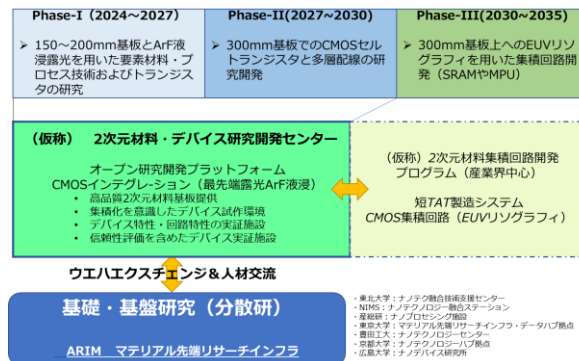 Phase-I（2024～2027）
➢ 150～200mm基板とArF液
浸露光を用いた要素材料・プ
ロセス技術およびトランジス
タの研究
Phase-II(2027～2030)
➢ 300mm基板でのCMOSセル
トランジスタと多層配線の研
究開発
Phase-III(2030～2035)
➢ 300mm基板上へのEUVリソ
グラフィを用いた集積回路開
発（SRAMやMPU）
（仮称） 2次元材料・デバイス研究開発センター
オープン研究開発プラットフォーム
CMOSインテグレーション（最先端露光ArF液浸）
• 高品質2次元材料基板提供
• 集積化を意識したデバイス試作環境
• デバイス特性・回路特性の実証施設
• 信頼性評価を含めたデバイス実証施設
（仮称）2次元材料集積回路開発
プログラム（産業界中心）
短TAT製造システム
CMOS集積回路（EUVリソグラフィ）
ウエハエクスチェンジ＆人材交流
基礎・基盤研究（分散研）
ARIM マテリアル先端リサーチインフラ
・東北大学：ナノテク融合技術支援センター
・NIMS：ナノテクノロジー融合ステーション
・産総研：ナノプロセシング施設
・東京大学：マテリアル先端リサーチインフラ・データハブ拠点
・豊田工大：ナノテクノロジーセンター
・京都大学：ナノテクノロジーハブ拠点
・広島大学：ナノデバイス研究所